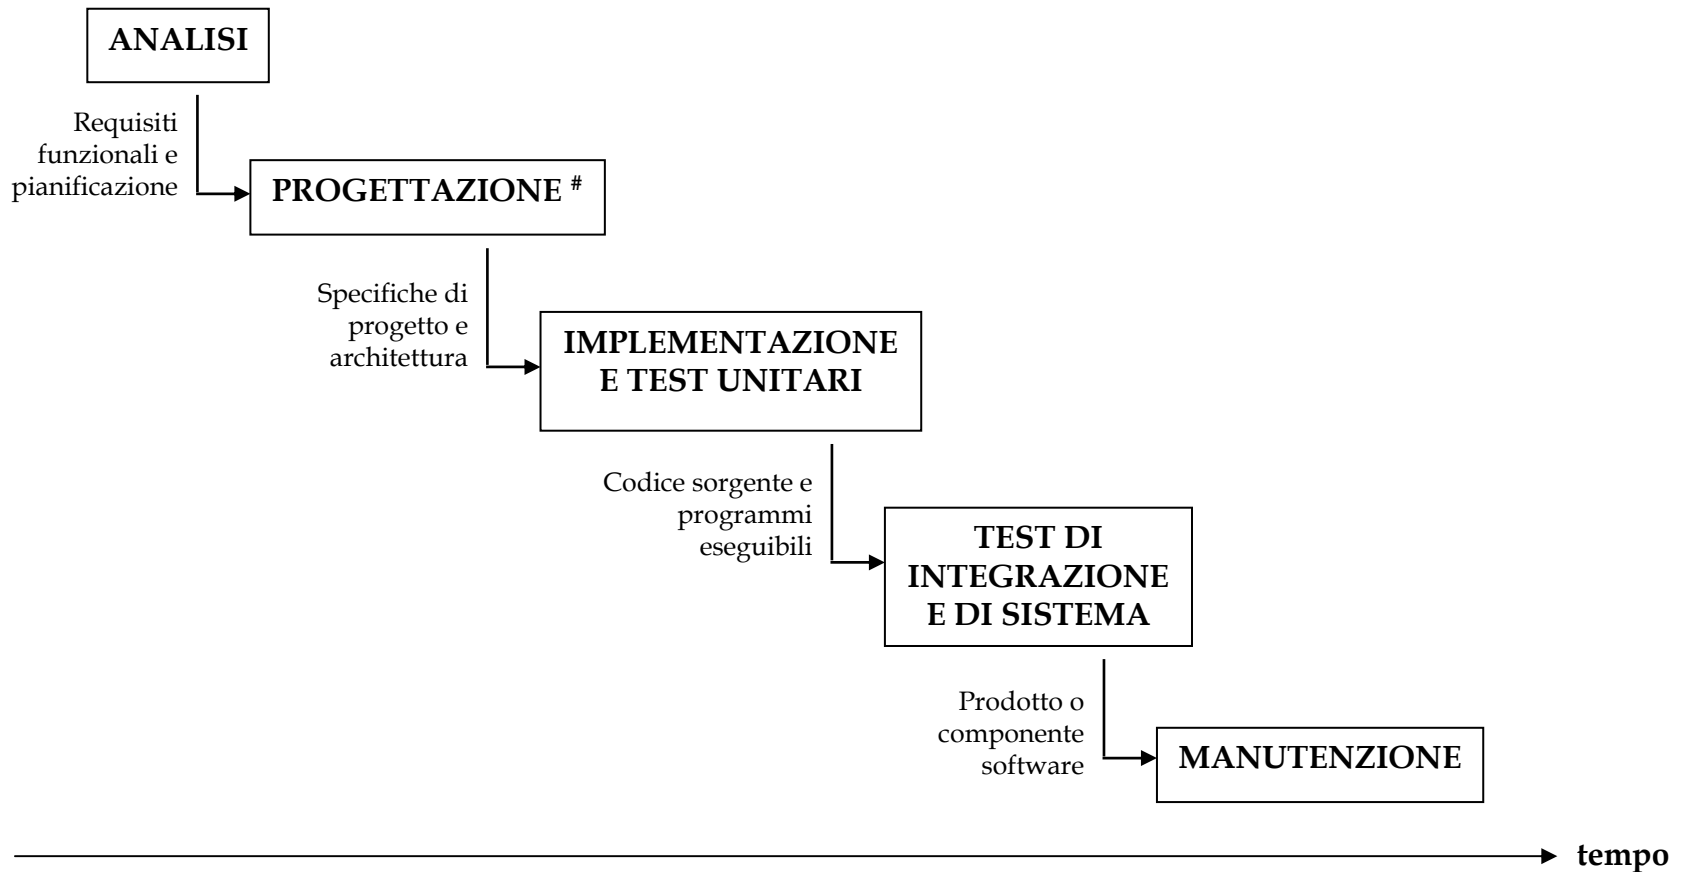 ANALISI
Requisiti
funzionali e
pianificazione
PROGETTAZIONE #
Specifiche di
progetto e
architettura
IMPLEMENTAZIONE
E TEST UNITARI
Codice sorgente e
programmi
eseguibili
TEST DI
INTEGRAZIONE
E DI SISTEMA
Prodotto o
componente
software
MANUTENZIONE
tempo